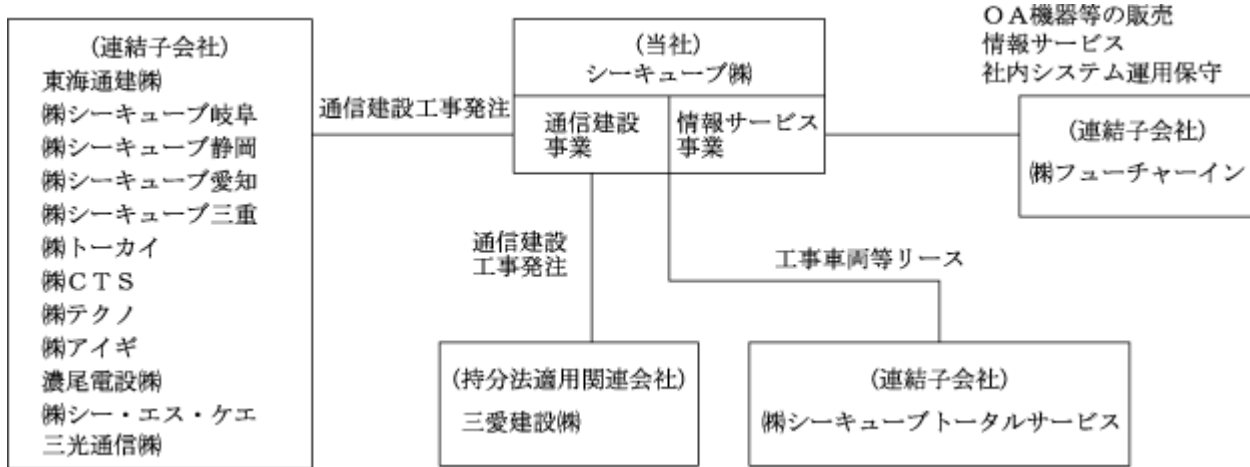 (連結子会社)
東海通建㈱
㈱シーキューブ岐阜
㈱シーキューブ静岡
㈱シーキューブ愛知
㈱シーキューブ三重
㈱トーカイ
㈱CTS
㈱テクノ
㈱アイギ
濃尾電設㈱
㈱シー・エス・ケエ
三光通信㈱
通信建設工事発注
(当社)
シーキューブ㈱
通信建設
事業
情報サービス
事業
OA機器等の販売
情報サービス
社内システム運用保守
(連結子会社)
㈱フューチャーイン
通信建設
工事発注
工事車両等リース
(持分法適用関連会社)
三愛建設㈱
(連結子会社)
㈱シーキューブトータルサービス